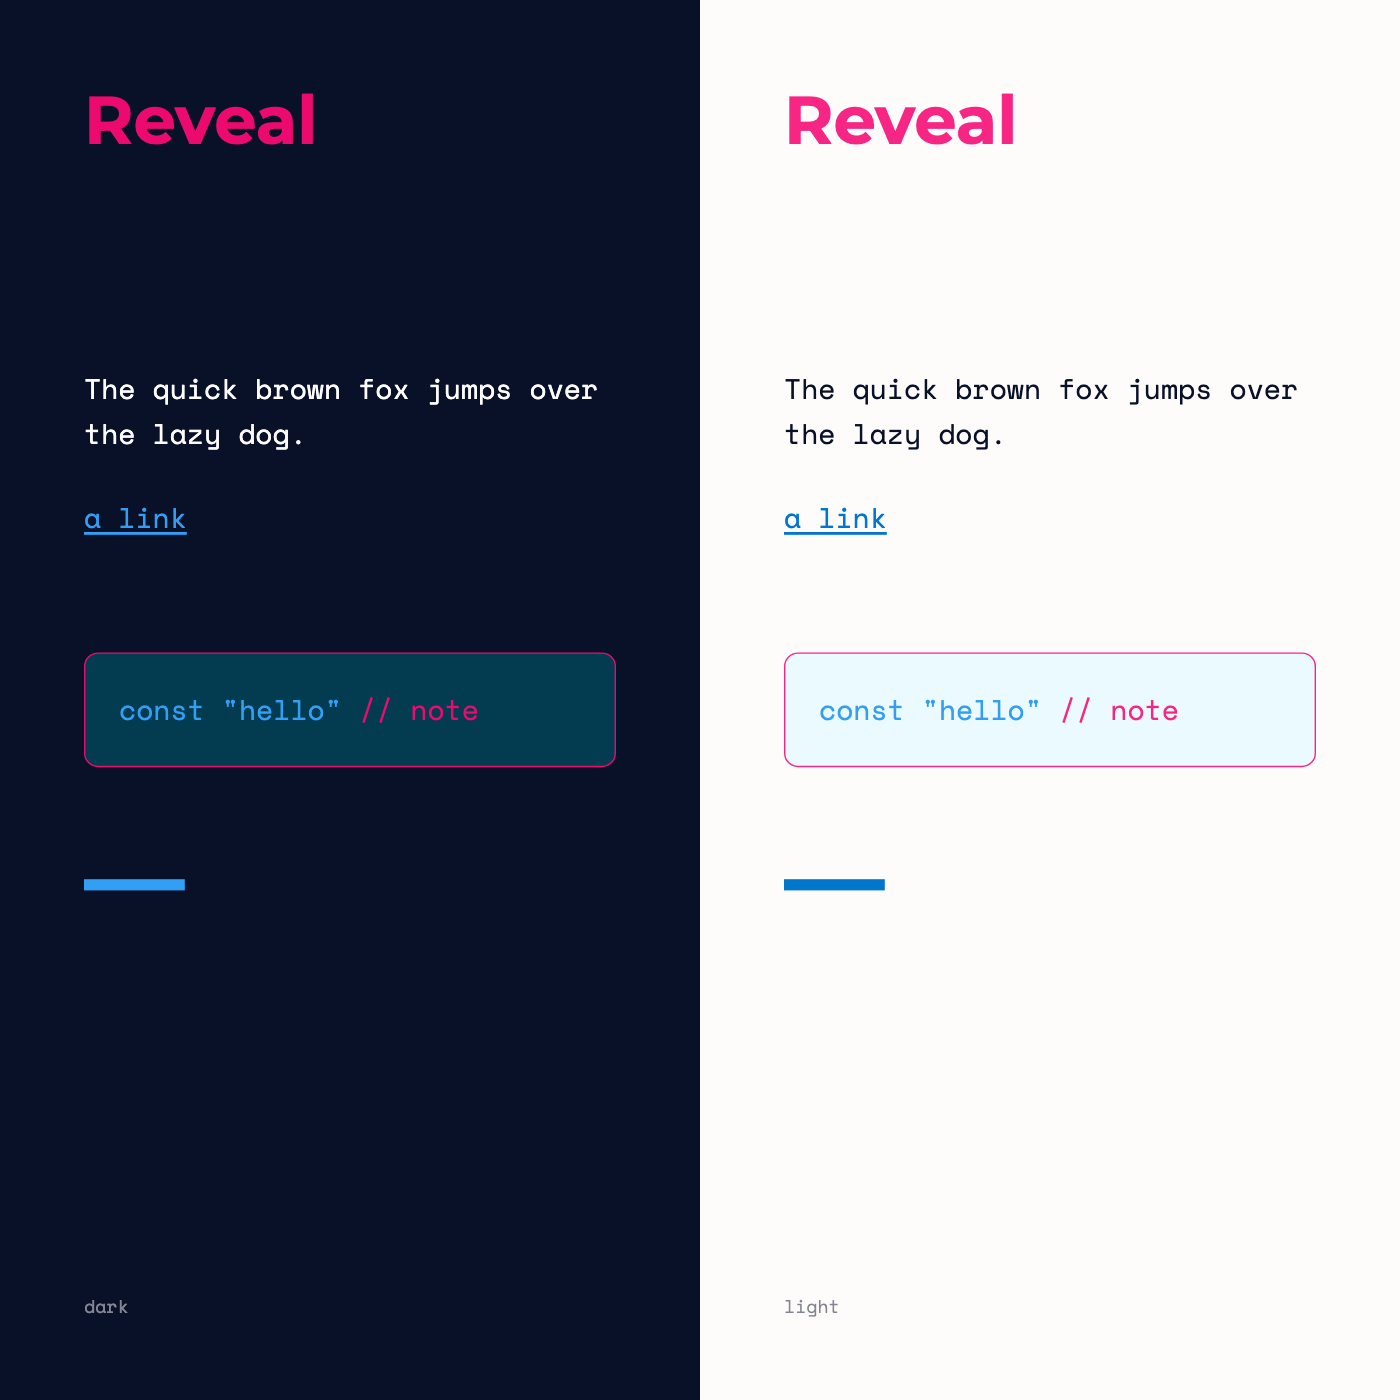 Reveal
The quick brown fox jumps over
the lazy dog.
a link
const "hello" // note
dark
Reveal
The quick brown fox jumps over
the lazy dog.
a link
const "hello" // note
light